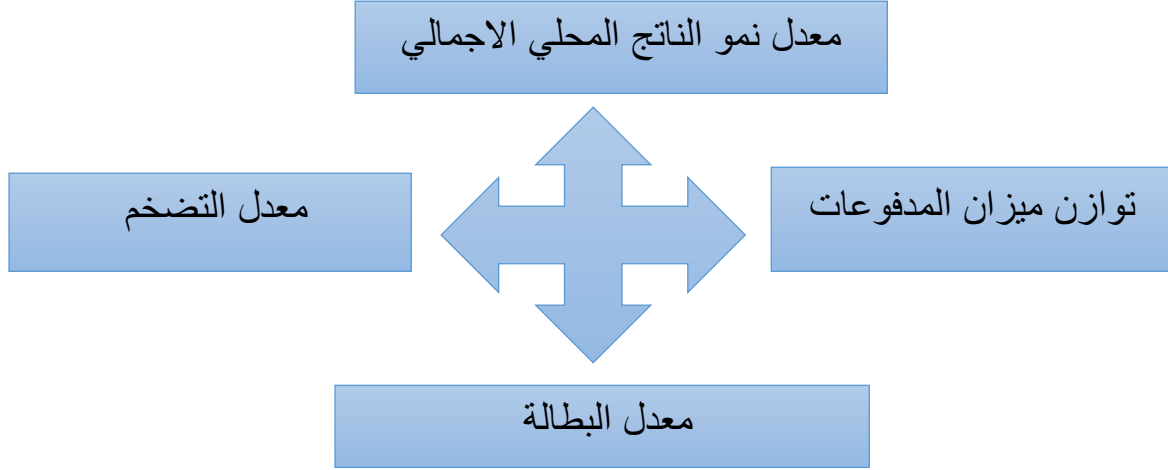 معدل نمو الناتج المحلي الاجمالي
توازن ميزان المدفوعات
معدل التضخم
معدل البطالة